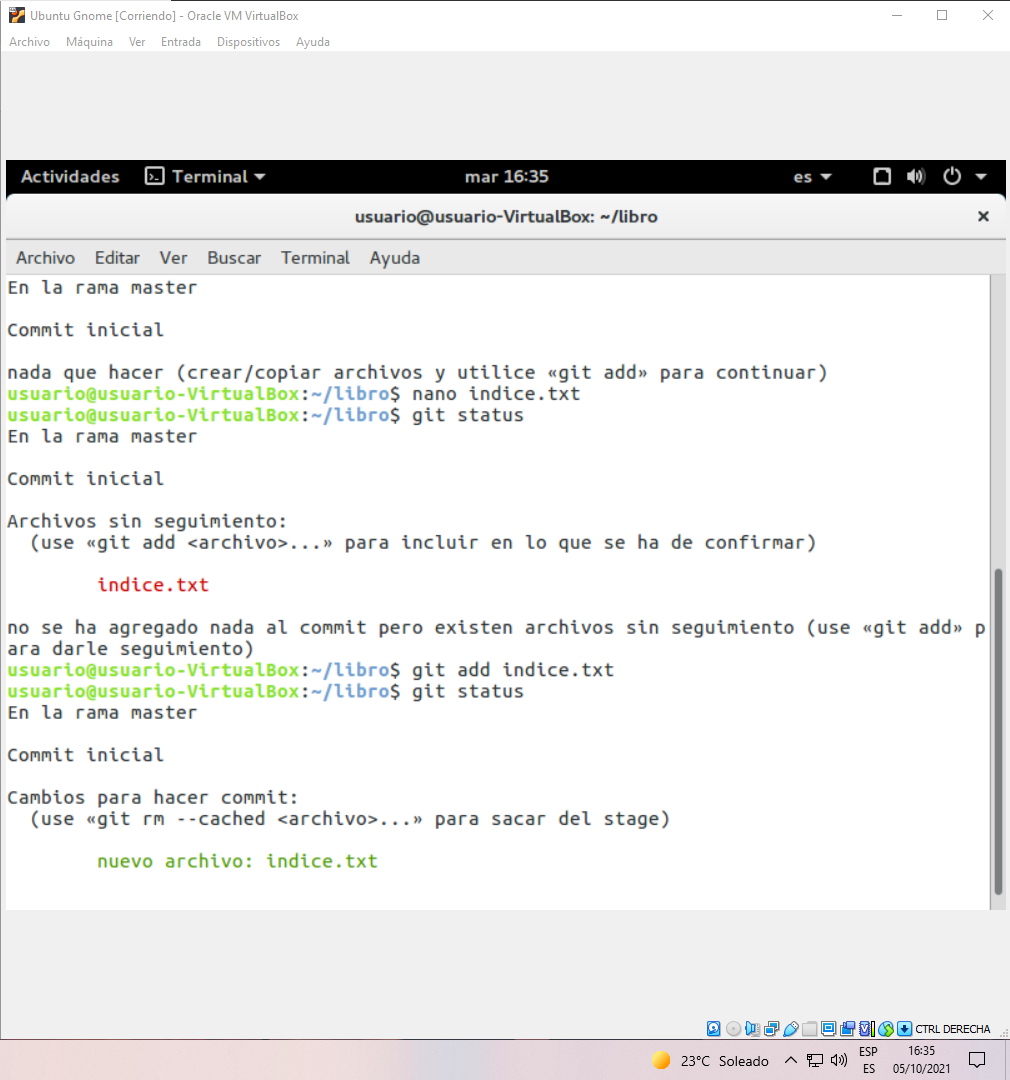 Ubuntu Gnome [Corriendo] - Oracle VM VirtualBox
Archivo Máquina Ver Entrada Dispositivos Ayuda
Actividades Terminal mar 16:35 es
usuario@usuario-VirtualBox: ~/libro
Archivo Editar Ver Buscar Terminal Ayuda
En la rama master
Commit inicial
nada que hacer (crear/copiar archivos y utilice «git add» para continuar)
usuario@usuario-VirtualBox:~/libro$ nano indice.txt
usuario@usuario-VirtualBox:~/libro$ git status
En la rama master
Commit inicial
Archivos sin seguimiento:
(use «git add <archivo>...» para incluir en lo que se ha de confirmar)
indice.txt
no se ha agregado nada al commit pero existen archivos sin seguimiento (use «git add» p
ara darle seguimiento)
usuario@usuario-VirtualBox:~/libro$ git add indice.txt
usuario@usuario-VirtualBox:~/libro$ git status
En la rama master
Commit inicial
Cambios para hacer commit:
(use «git rm --cached <archivo>...» para sacar del stage)
nuevo archivo: indice.txt
CTRL DERECHA
23°C Soleado ESP 16:35
ES 05/10/2021